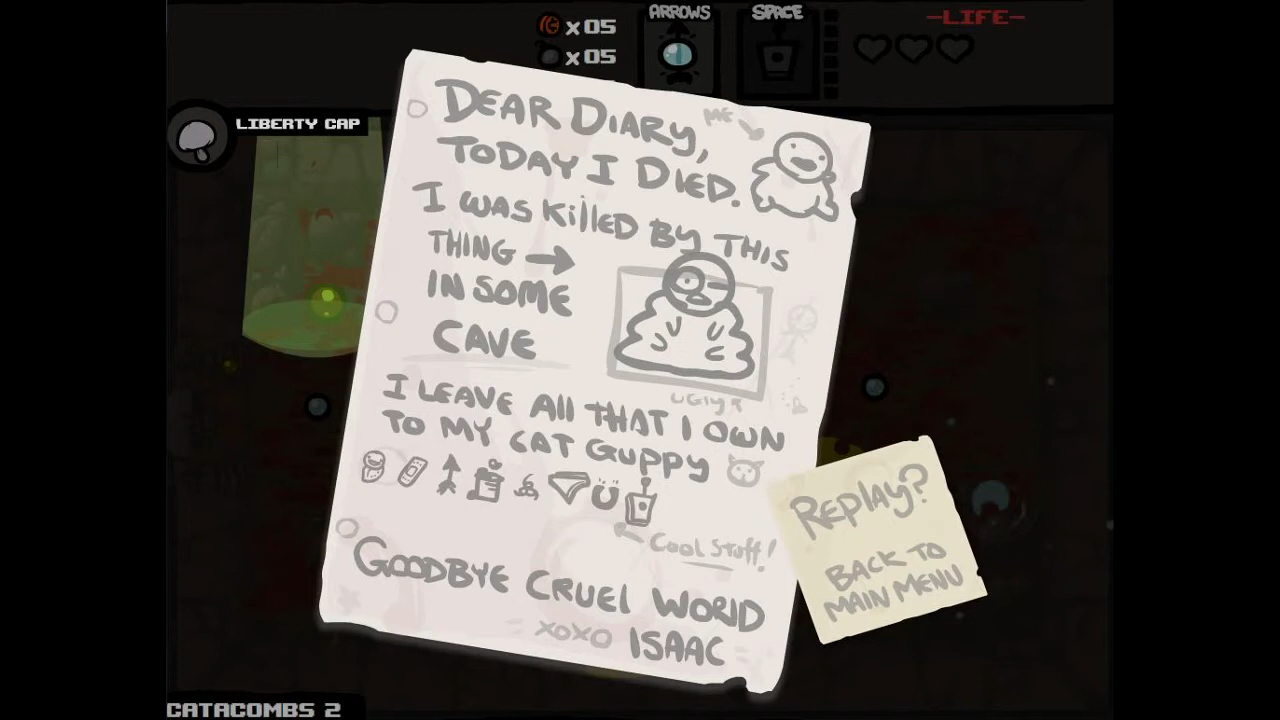 x05
x05
ARROWS
SPACE
-LIFE-
LIBERTY CAP
DEAR DIARY,
TODAY I DIED.
ME
I WAS KILLED BY THIS
THING →
IN SOME
CAVE
UGLY
I LEAVE ALL THAT I OWN
TO MY CAT GUPPY
COOL STUFF!
GOODBYE CRUEL WORLD
XOXO ISAAC
REPLAY?
BACK TO
MAIN MENU
CATACOMBS 2